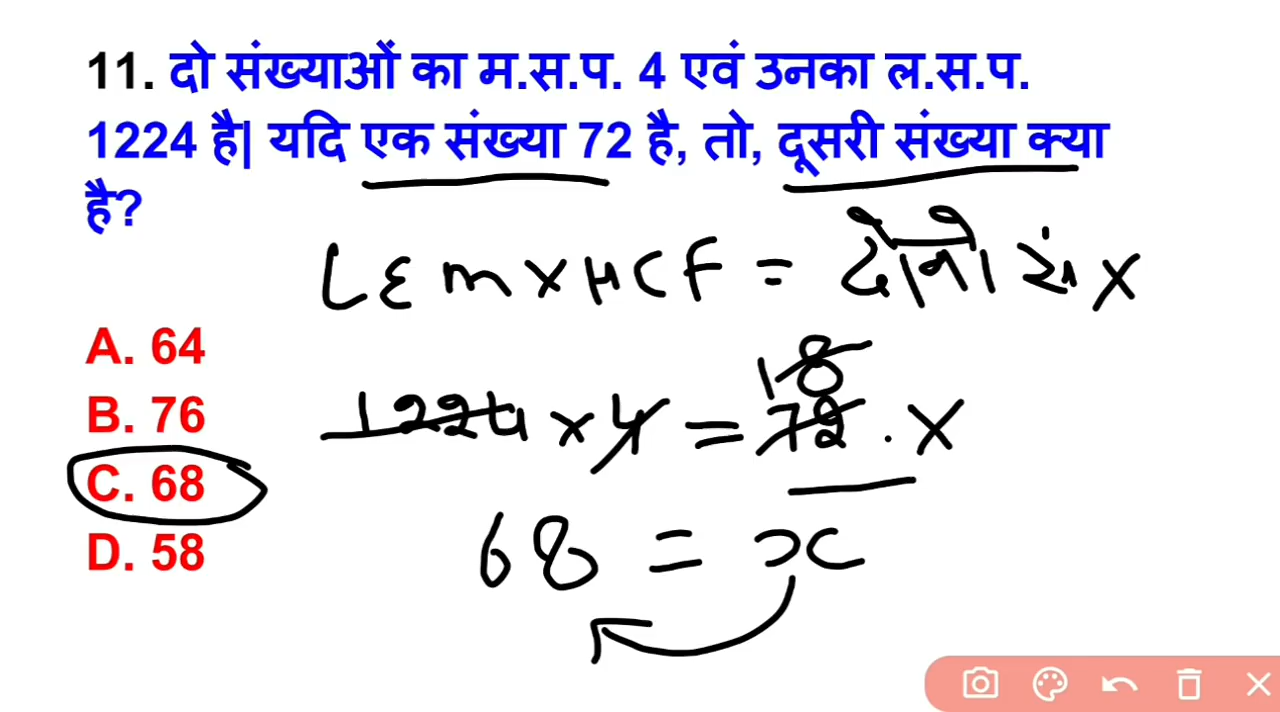 11. दो संख्याओं का म.स.प. 4 एवं उनका ल.स.प.
1224 है| यदि एक संख्या 72 है, तो, दूसरी संख्या क्या
है?
LCM X HCF = दोनो सं X
A. 64
18
B. 76
1224 x 4 = 72 . X
C. 68
68 = x
D. 58